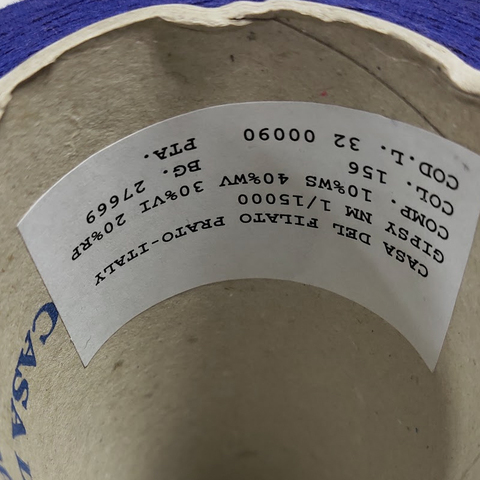 CASA DEL FILATO PRATO-ITALY
GIPSY NM 1/15000
COMP. 10%WS 40%WV 30%VI 20%RP
COL. 156 BG. 27669
COD.L. 32 00090 PTA.
CASA